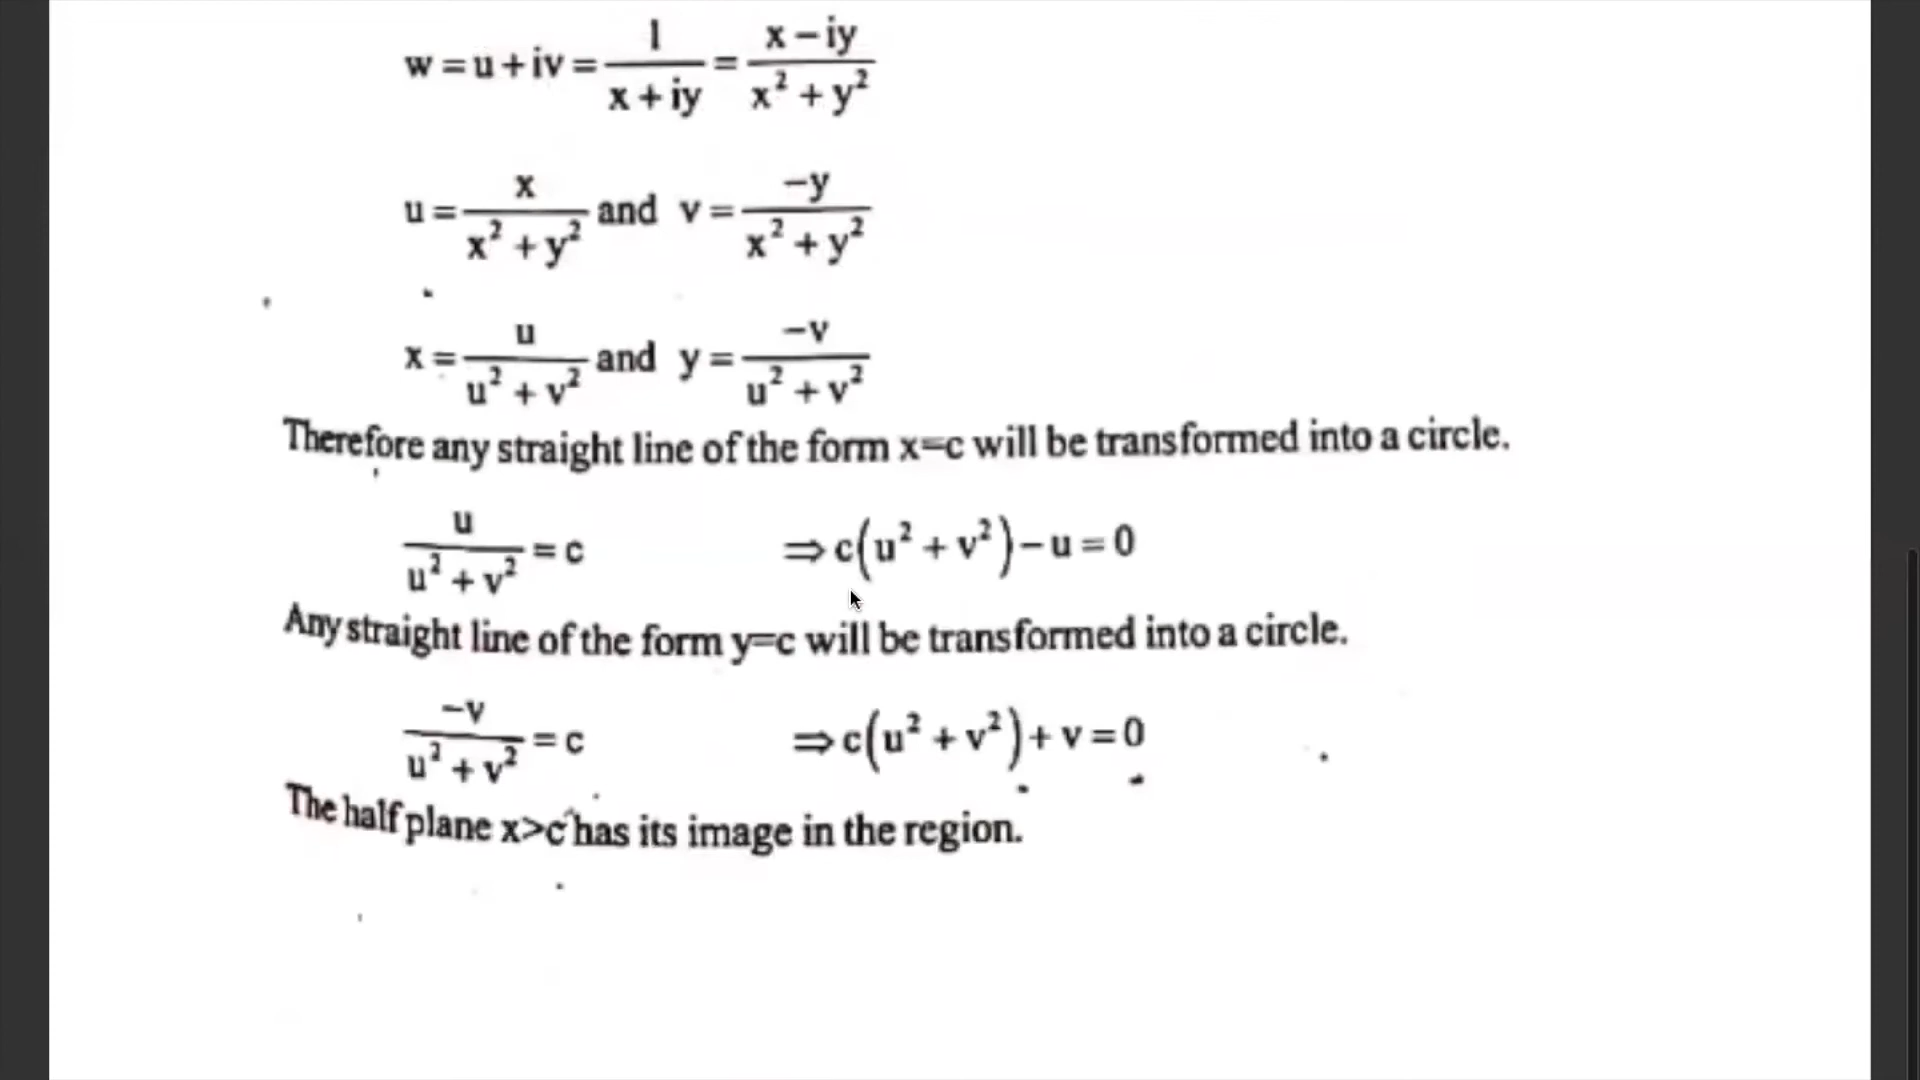 w = u + iv = 1/(x + iy) = (x − iy)/(x² + y²)
u = x/(x² + y²) and v = −y/(x² + y²)
x = u/(u² + v²) and y = −v/(u² + v²)
Therefore any straight line of the form x=c will be transformed into a circle.
u/(u² + v²) = c ⇒ c(u² + v²) − u = 0
Any straight line of the form y=c will be transformed into a circle.
−v/(u² + v²) = c ⇒ c(u² + v²) + v = 0
The half plane x>c has its image in the region.